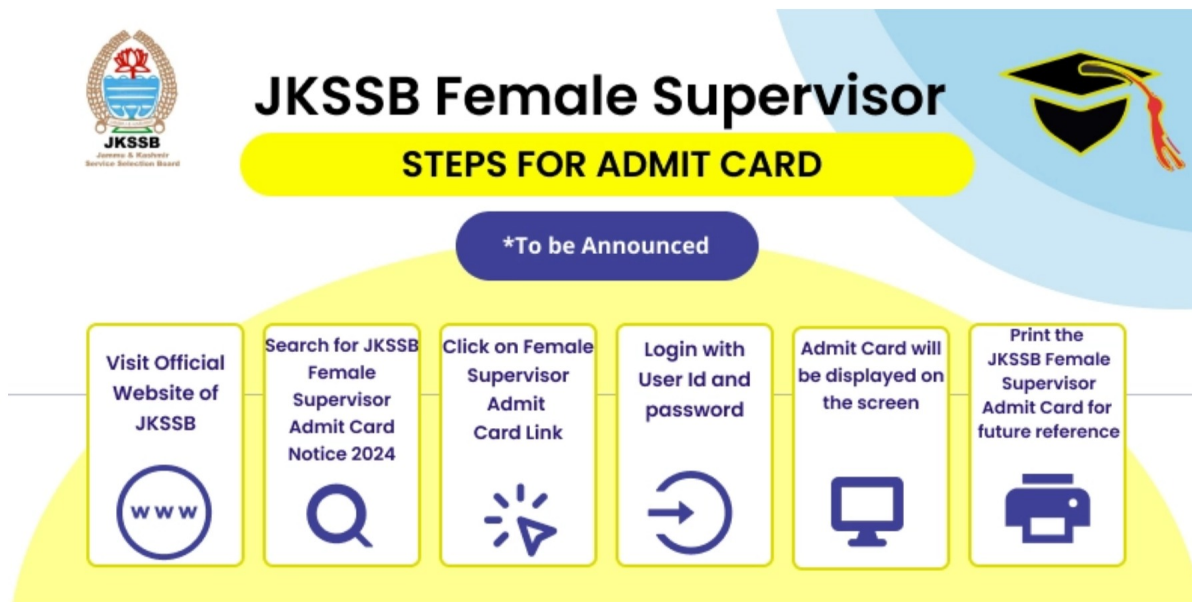 JKSSB
Jammu & Kashmir
Service Selection Board
JKSSB Female Supervisor
STEPS FOR ADMIT CARD
*To be Announced
Visit Official
Website of
JKSSB
www
Search for JKSSB
Female
Supervisor
Admit Card
Notice 2024
Click on Female
Supervisor
Admit
Card Link
Login with
User Id and
password
Admit Card will
be displayed on
the screen
Print the
JKSSB Female
Supervisor
Admit Card for
future reference